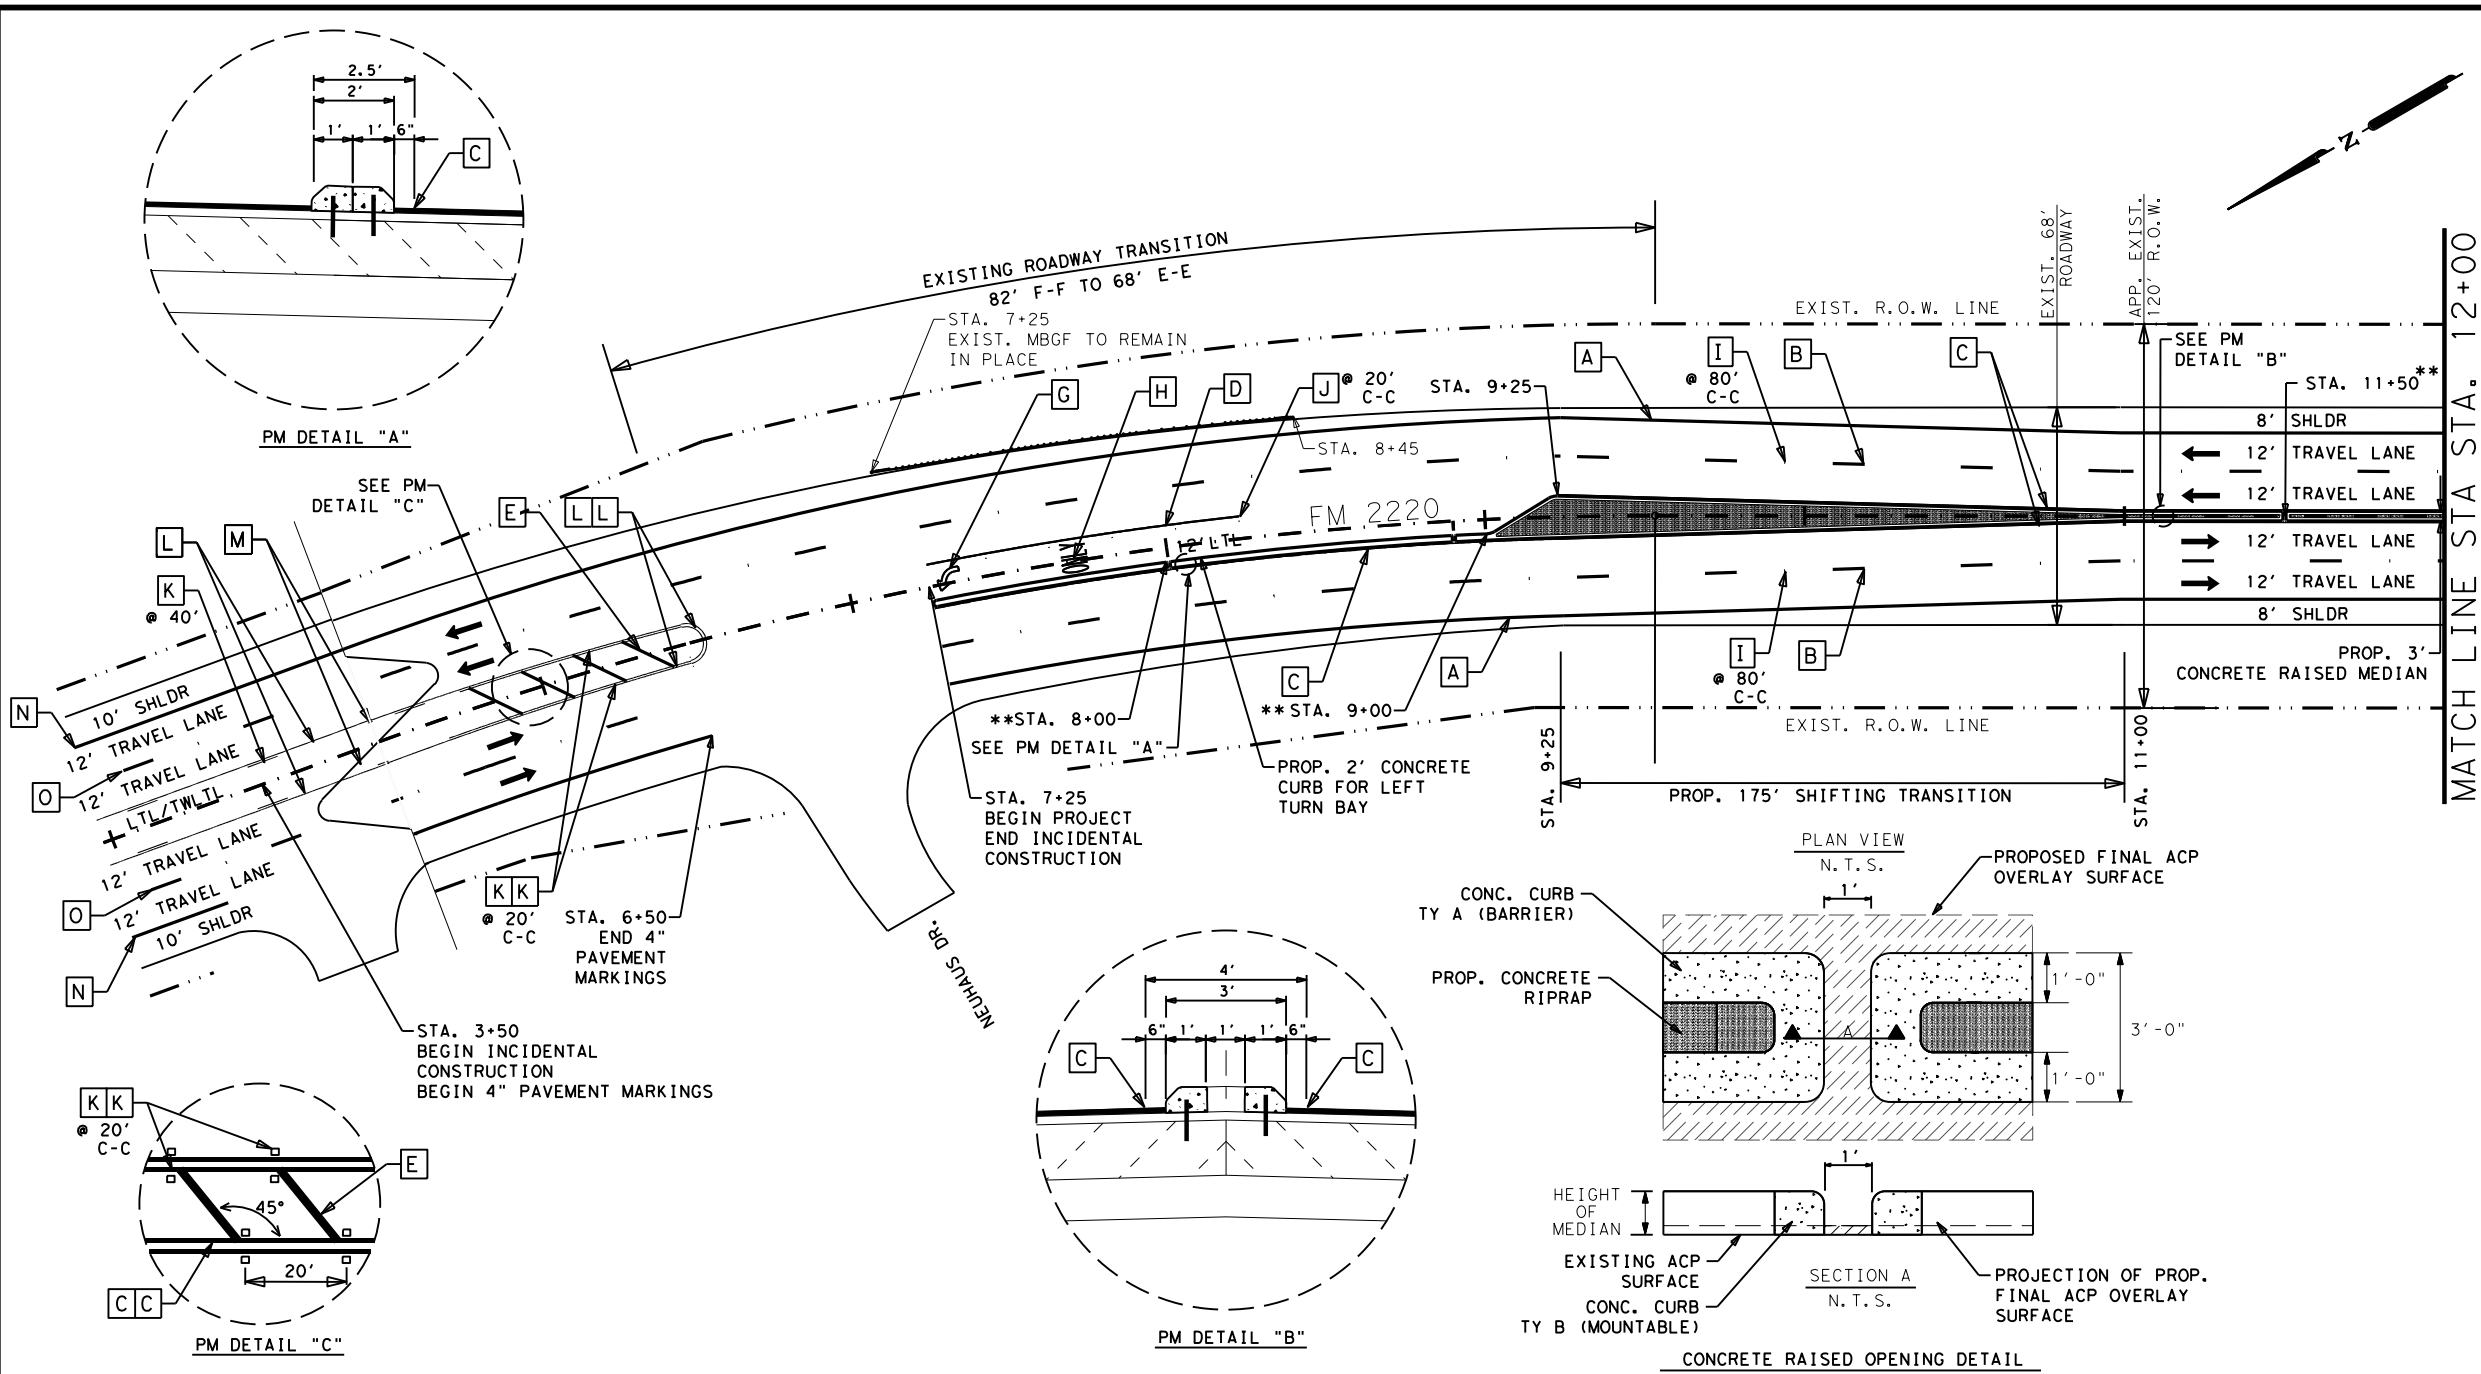 2.5'
2'
1' 1' 6"
C
PM DETAIL "A"
EXISTING ROADWAY TRANSITION
82' F-F TO 68' E-E
STA. 7+25
EXIST. MBGF TO REMAIN
IN PLACE
G
H
D
J
@ 20'
C-C
STA. 9+25
STA. 8+45
A
I
@ 80'
C-C
B
C
EXIST. R.O.W. LINE
EXIST. 68'
ROADWAY
APP. EXIST.
120' R.O.W.
N
SEE PM
DETAIL "B"
STA. 11+50**
8' SHLDR
12' TRAVEL LANE
12' TRAVEL LANE
12' TRAVEL LANE
12' TRAVEL LANE
8' SHLDR
PROP. 3'
CONCRETE RAISED MEDIAN
MATCH LINE STA STA. 12+00
SEE PM
DETAIL "C"
E
L L
L
M
K
@ 40'
FM 2220
12' LTL
ONLY
N
10' SHLDR
12' TRAVEL LANE
12' TRAVEL LANE
O
LTL/TWLTL
12' TRAVEL LANE
12' TRAVEL LANE
O
10' SHLDR
N
K K
@ 20'
C-C
STA. 6+50
END 4"
PAVEMENT
MARKINGS
NEUHAUS DR.
**STA. 8+00
SEE PM DETAIL "A"
C
**STA. 9+00
A
I
@ 80'
C-C
B
EXIST. R.O.W. LINE
STA. 7+25
BEGIN PROJECT
END INCIDENTAL
CONSTRUCTION
PROP. 2' CONCRETE
CURB FOR LEFT
TURN BAY
STA. 9+25
PROP. 175' SHIFTING TRANSITION
STA. 11+00
STA. 3+50
BEGIN INCIDENTAL
CONSTRUCTION
BEGIN 4" PAVEMENT MARKINGS
K K
@ 20'
C-C
E
45°
20'
C C
PM DETAIL "C"
4'
3'
6" 1' 1' 1' 6"
C
C
PM DETAIL "B"
PLAN VIEW
N.T.S.
1'
PROPOSED FINAL ACP
OVERLAY SURFACE
CONC. CURB
TY A (BARRIER)
PROP. CONCRETE
RIPRAP
A
1'-0"
3'-0"
1'-0"
1'
HEIGHT
OF
MEDIAN
EXISTING ACP
SURFACE
CONC. CURB
TY B (MOUNTABLE)
SECTION A
N.T.S.
PROJECTION OF PROP.
FINAL ACP OVERLAY
SURFACE
CONCRETE RAISED OPENING DETAIL